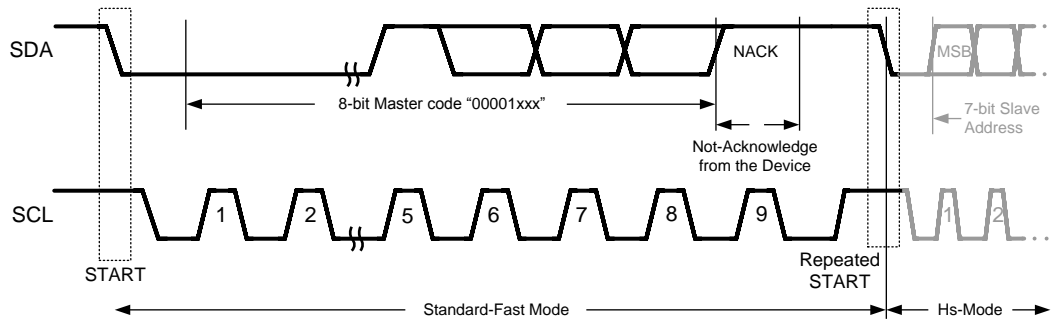 SDA
NACK
MSB
8-bit Master code “00001xxx”
7-bit Slave
Address
Not-Acknowledge
from the Device
SCL
1
2
5
6
7
8
9
1
2
START
Repeated
START
Standard-Fast Mode
Hs-Mode